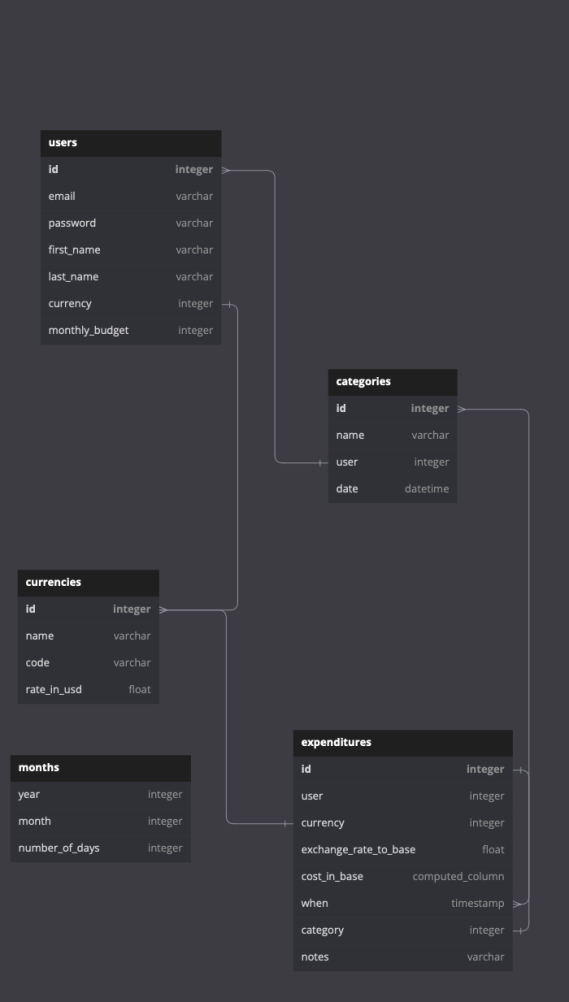 users
id integer
email varchar
password varchar
first_name varchar
last_name varchar
currency integer
monthly_budget integer
categories
id integer
name varchar
user integer
date datetime
currencies
id integer
name varchar
code varchar
rate_in_usd float
months
year integer
month integer
number_of_days integer
expenditures
id integer
user integer
currency integer
exchange_rate_to_base float
cost_in_base computed_column
when timestamp
category integer
notes varchar